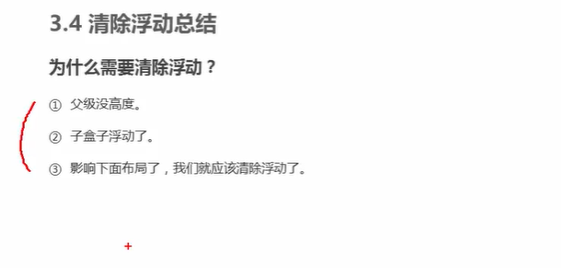 3.4 清除浮动总结
为什么需要清除浮动？
① 父级没高度。
② 子盒子浮动了。
③ 影响下面布局了，我们就应该清除浮动了。